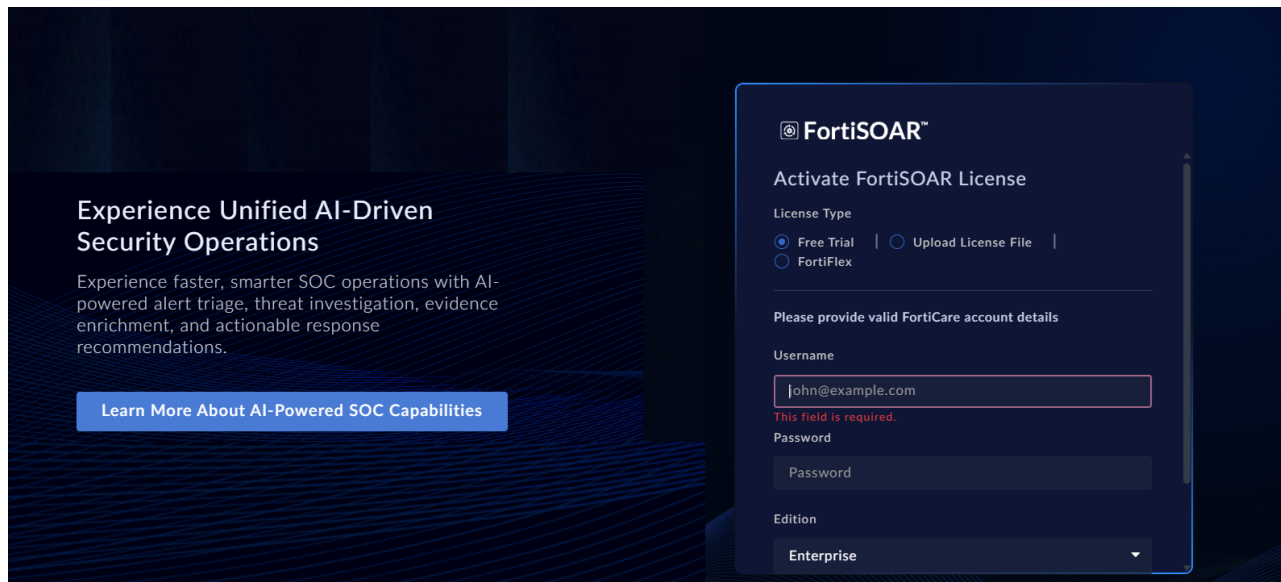 Experience Unified AI-Driven
Security Operations
Experience faster, smarter SOC operations with AI-
powered alert triage, threat investigation, evidence
enrichment, and actionable response
recommendations.
Learn More About AI-Powered SOC Capabilities
FortiSOAR™
Activate FortiSOAR License
License Type
Free Trial | Upload License File |
FortiFlex
Please provide valid FortiCare account details
Username
john@example.com
This field is required.
Password
Password
Edition
Enterprise